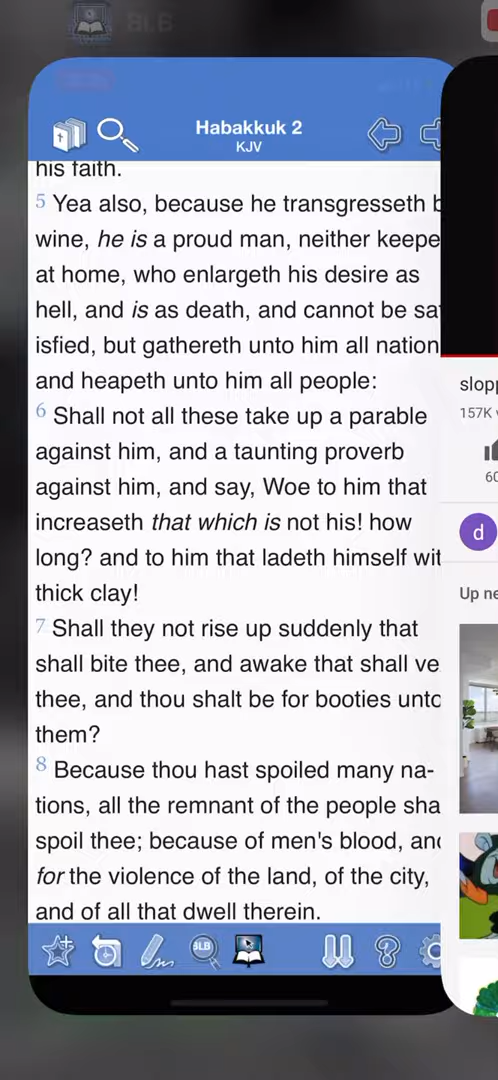 BLB
Habakkuk 2
KJV
his faith.
5 Yea also, because he transgresseth b
wine, he is a proud man, neither keepe
at home, who enlargeth his desire as
hell, and is as death, and cannot be sat
isfied, but gathereth unto him all nation
and heapeth unto him all people:
6 Shall not all these take up a parable
against him, and a taunting proverb
against him, and say, Woe to him that
increaseth that which is not his! how
long? and to him that ladeth himself wit
thick clay!
7 Shall they not rise up suddenly that
shall bite thee, and awake that shall ve
thee, and thou shalt be for booties unto
them?
8 Because thou hast spoiled many na-
tions, all the remnant of the people sha
spoil thee; because of men's blood, and
for the violence of the land, of the city,
and of all that dwell therein.
BLB
slopp
157K v
60
d
Up ne